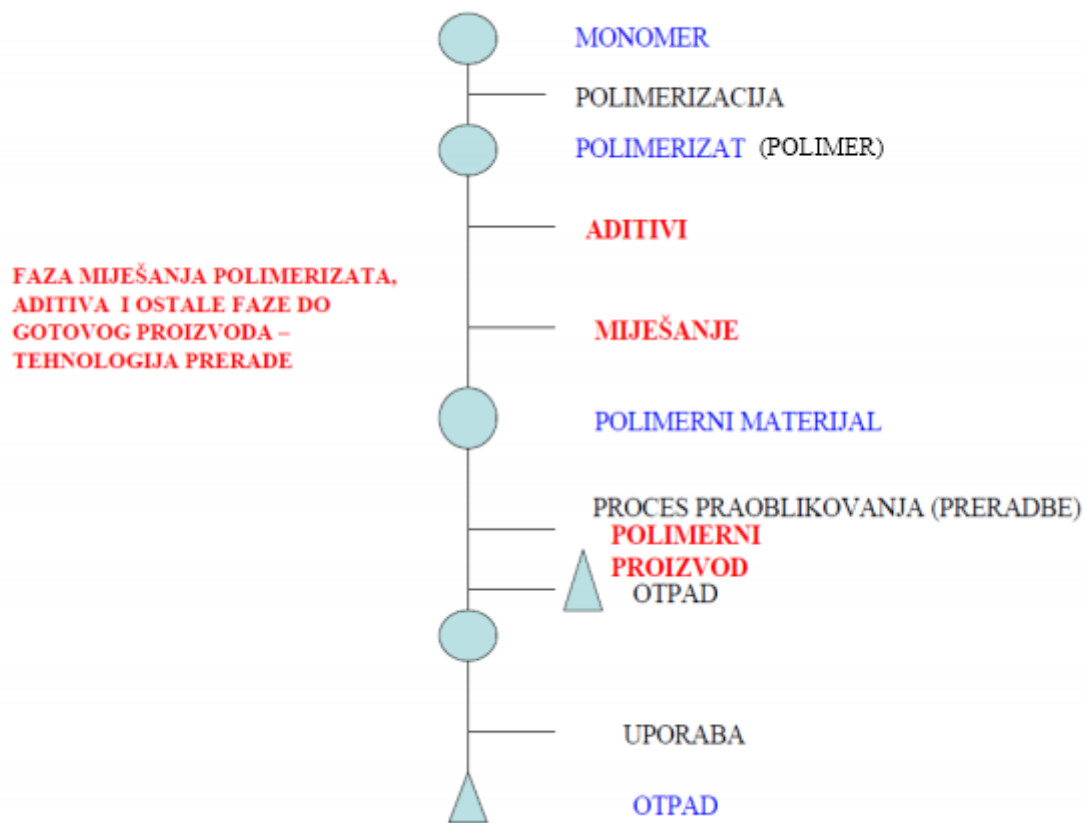 MONOMER
POLIMERIZACIJA
POLIMERIZAT (POLIMER)
ADITIVI
FAZA MIJEŠANJA POLIMERIZATA,
ADITIVA I OSTALE FAZE DO
GOTOVOG PROIZVODA –
TEHNOLOGIJA PRERADE
MIJEŠANJE
POLIMERNI MATERIJAL
PROCES PRAOBLIKOVANJA (PRERADBE)
POLIMERNI
PROIZVOD
OTPAD
UPORABA
OTPAD